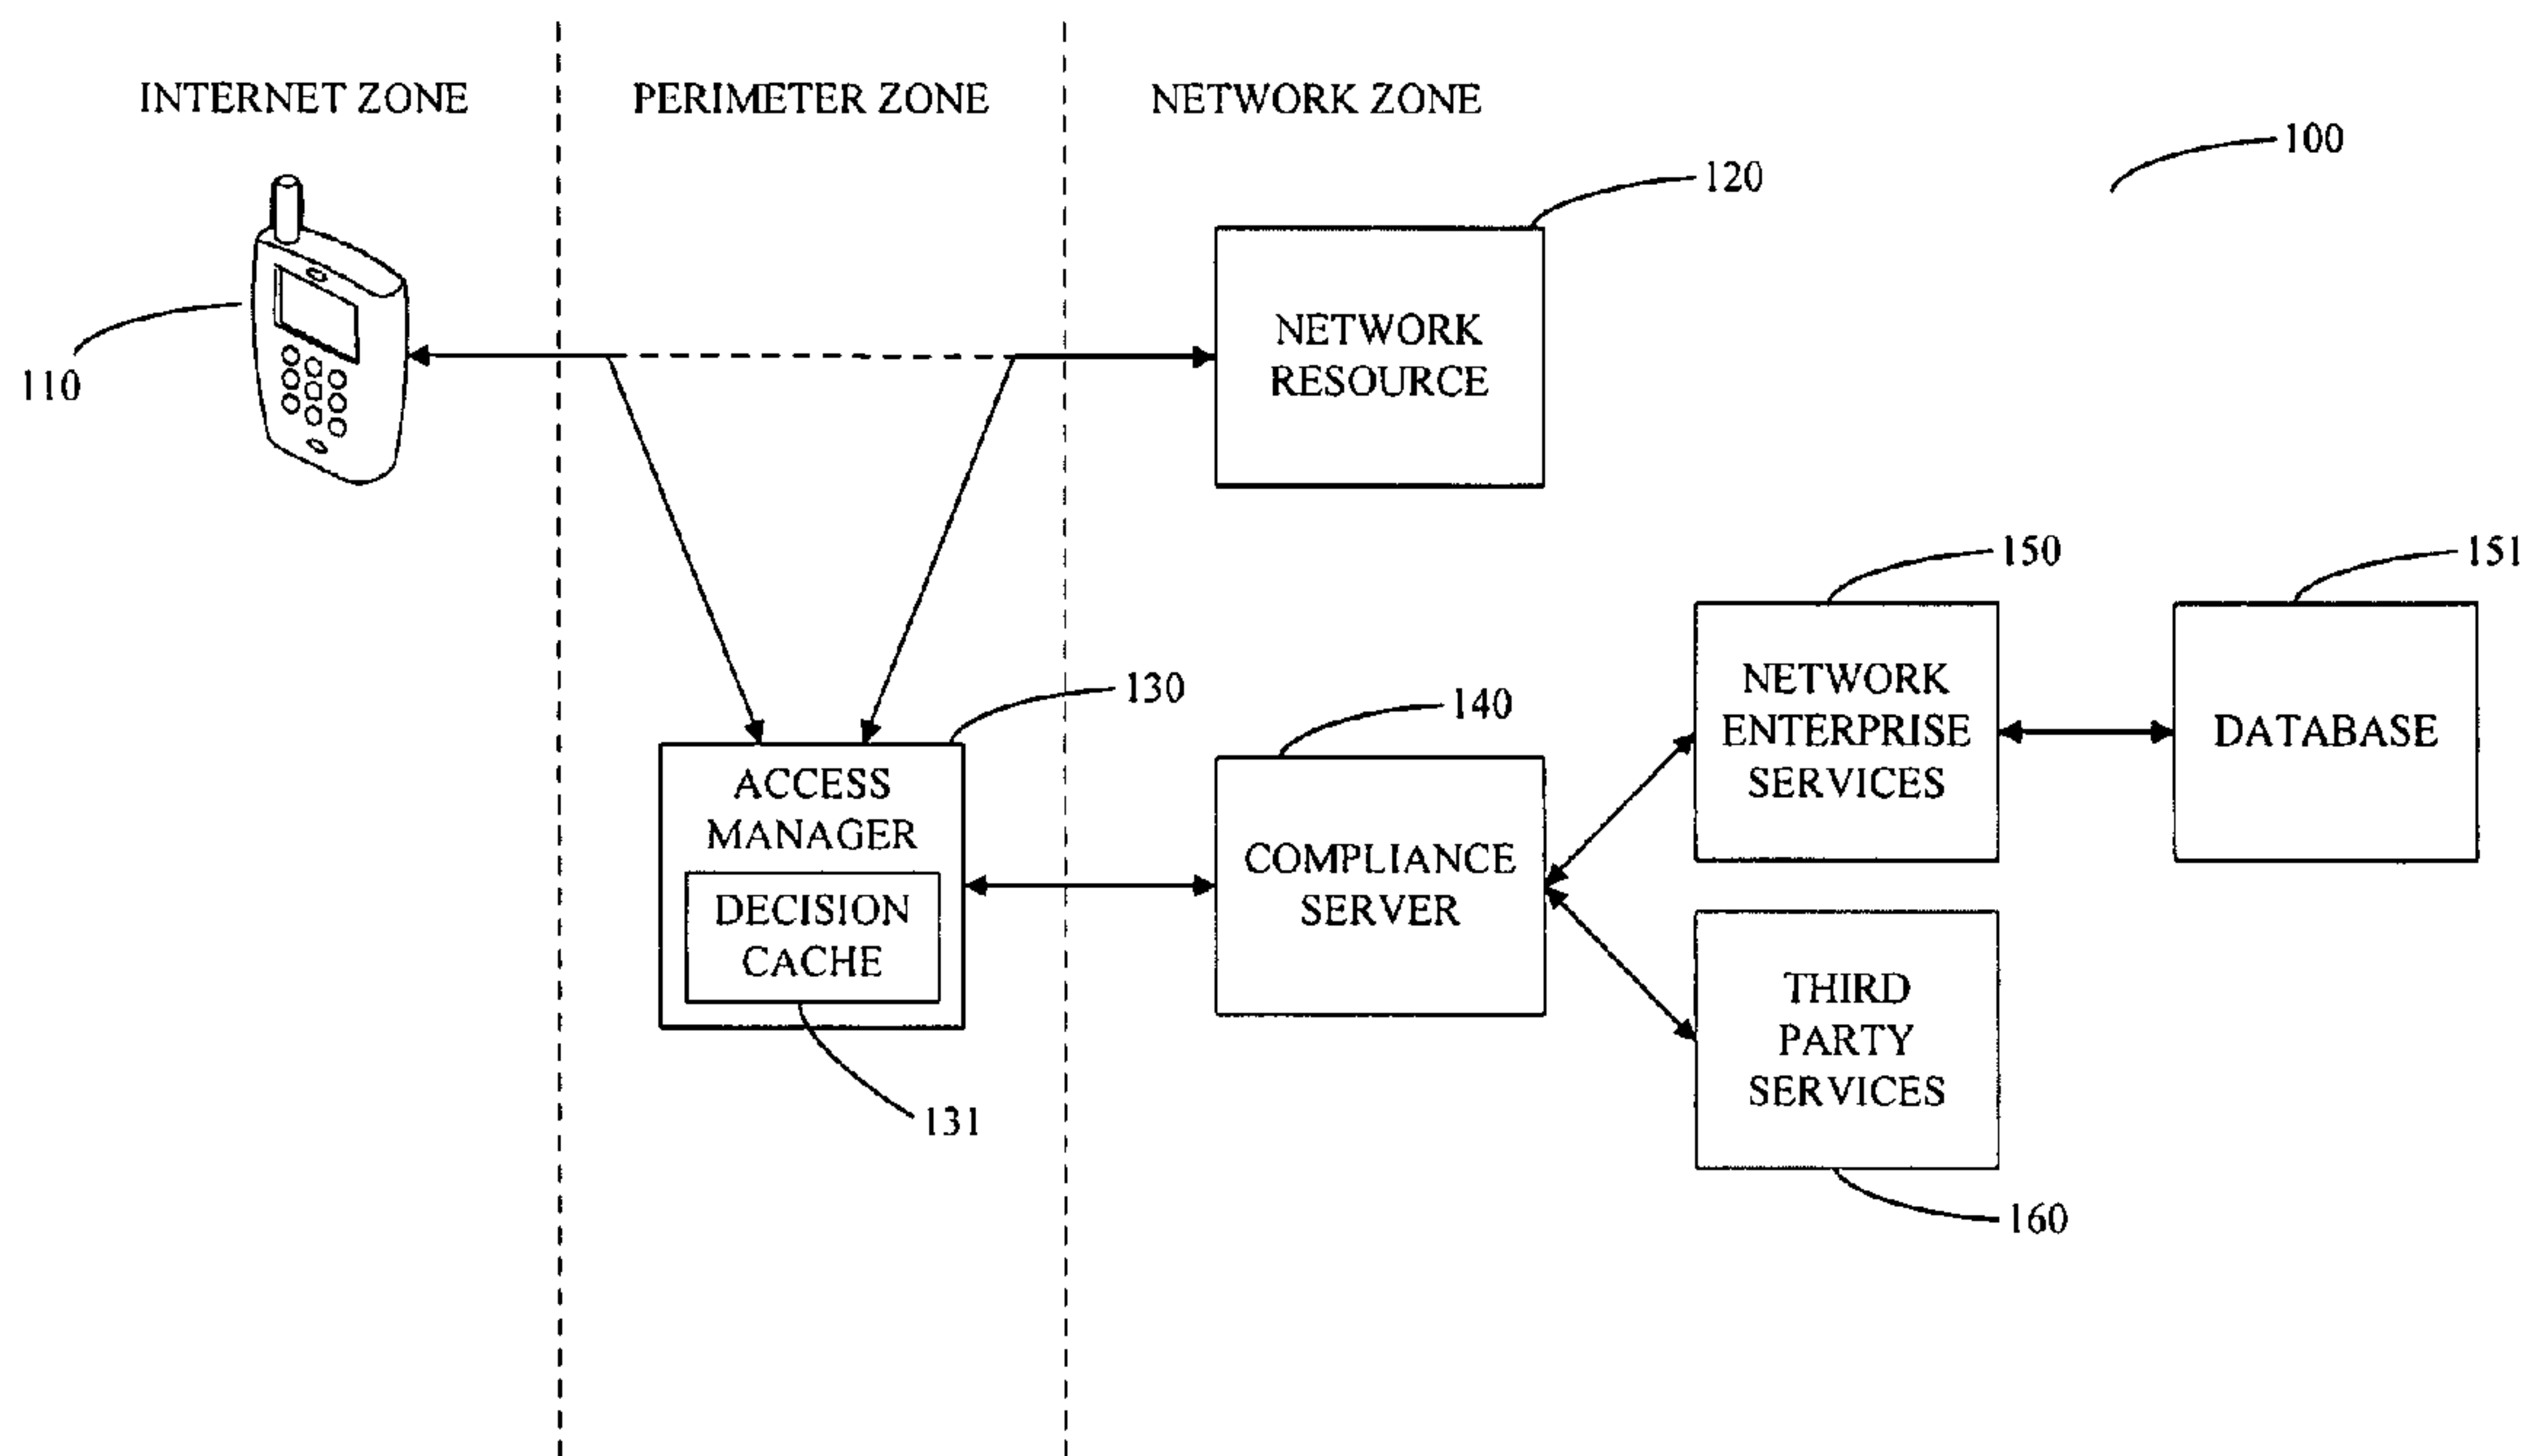 INTERNET ZONE
PERIMETER ZONE
NETWORK ZONE
100
120
NETWORK
RESOURCE
110
150
151
NETWORK
ENTERPRISE
SERVICES
DATABASE
130
140
ACCESS
MANAGER
DECISION
CACHE
COMPLIANCE
SERVER
THIRD
PARTY
SERVICES
131
160